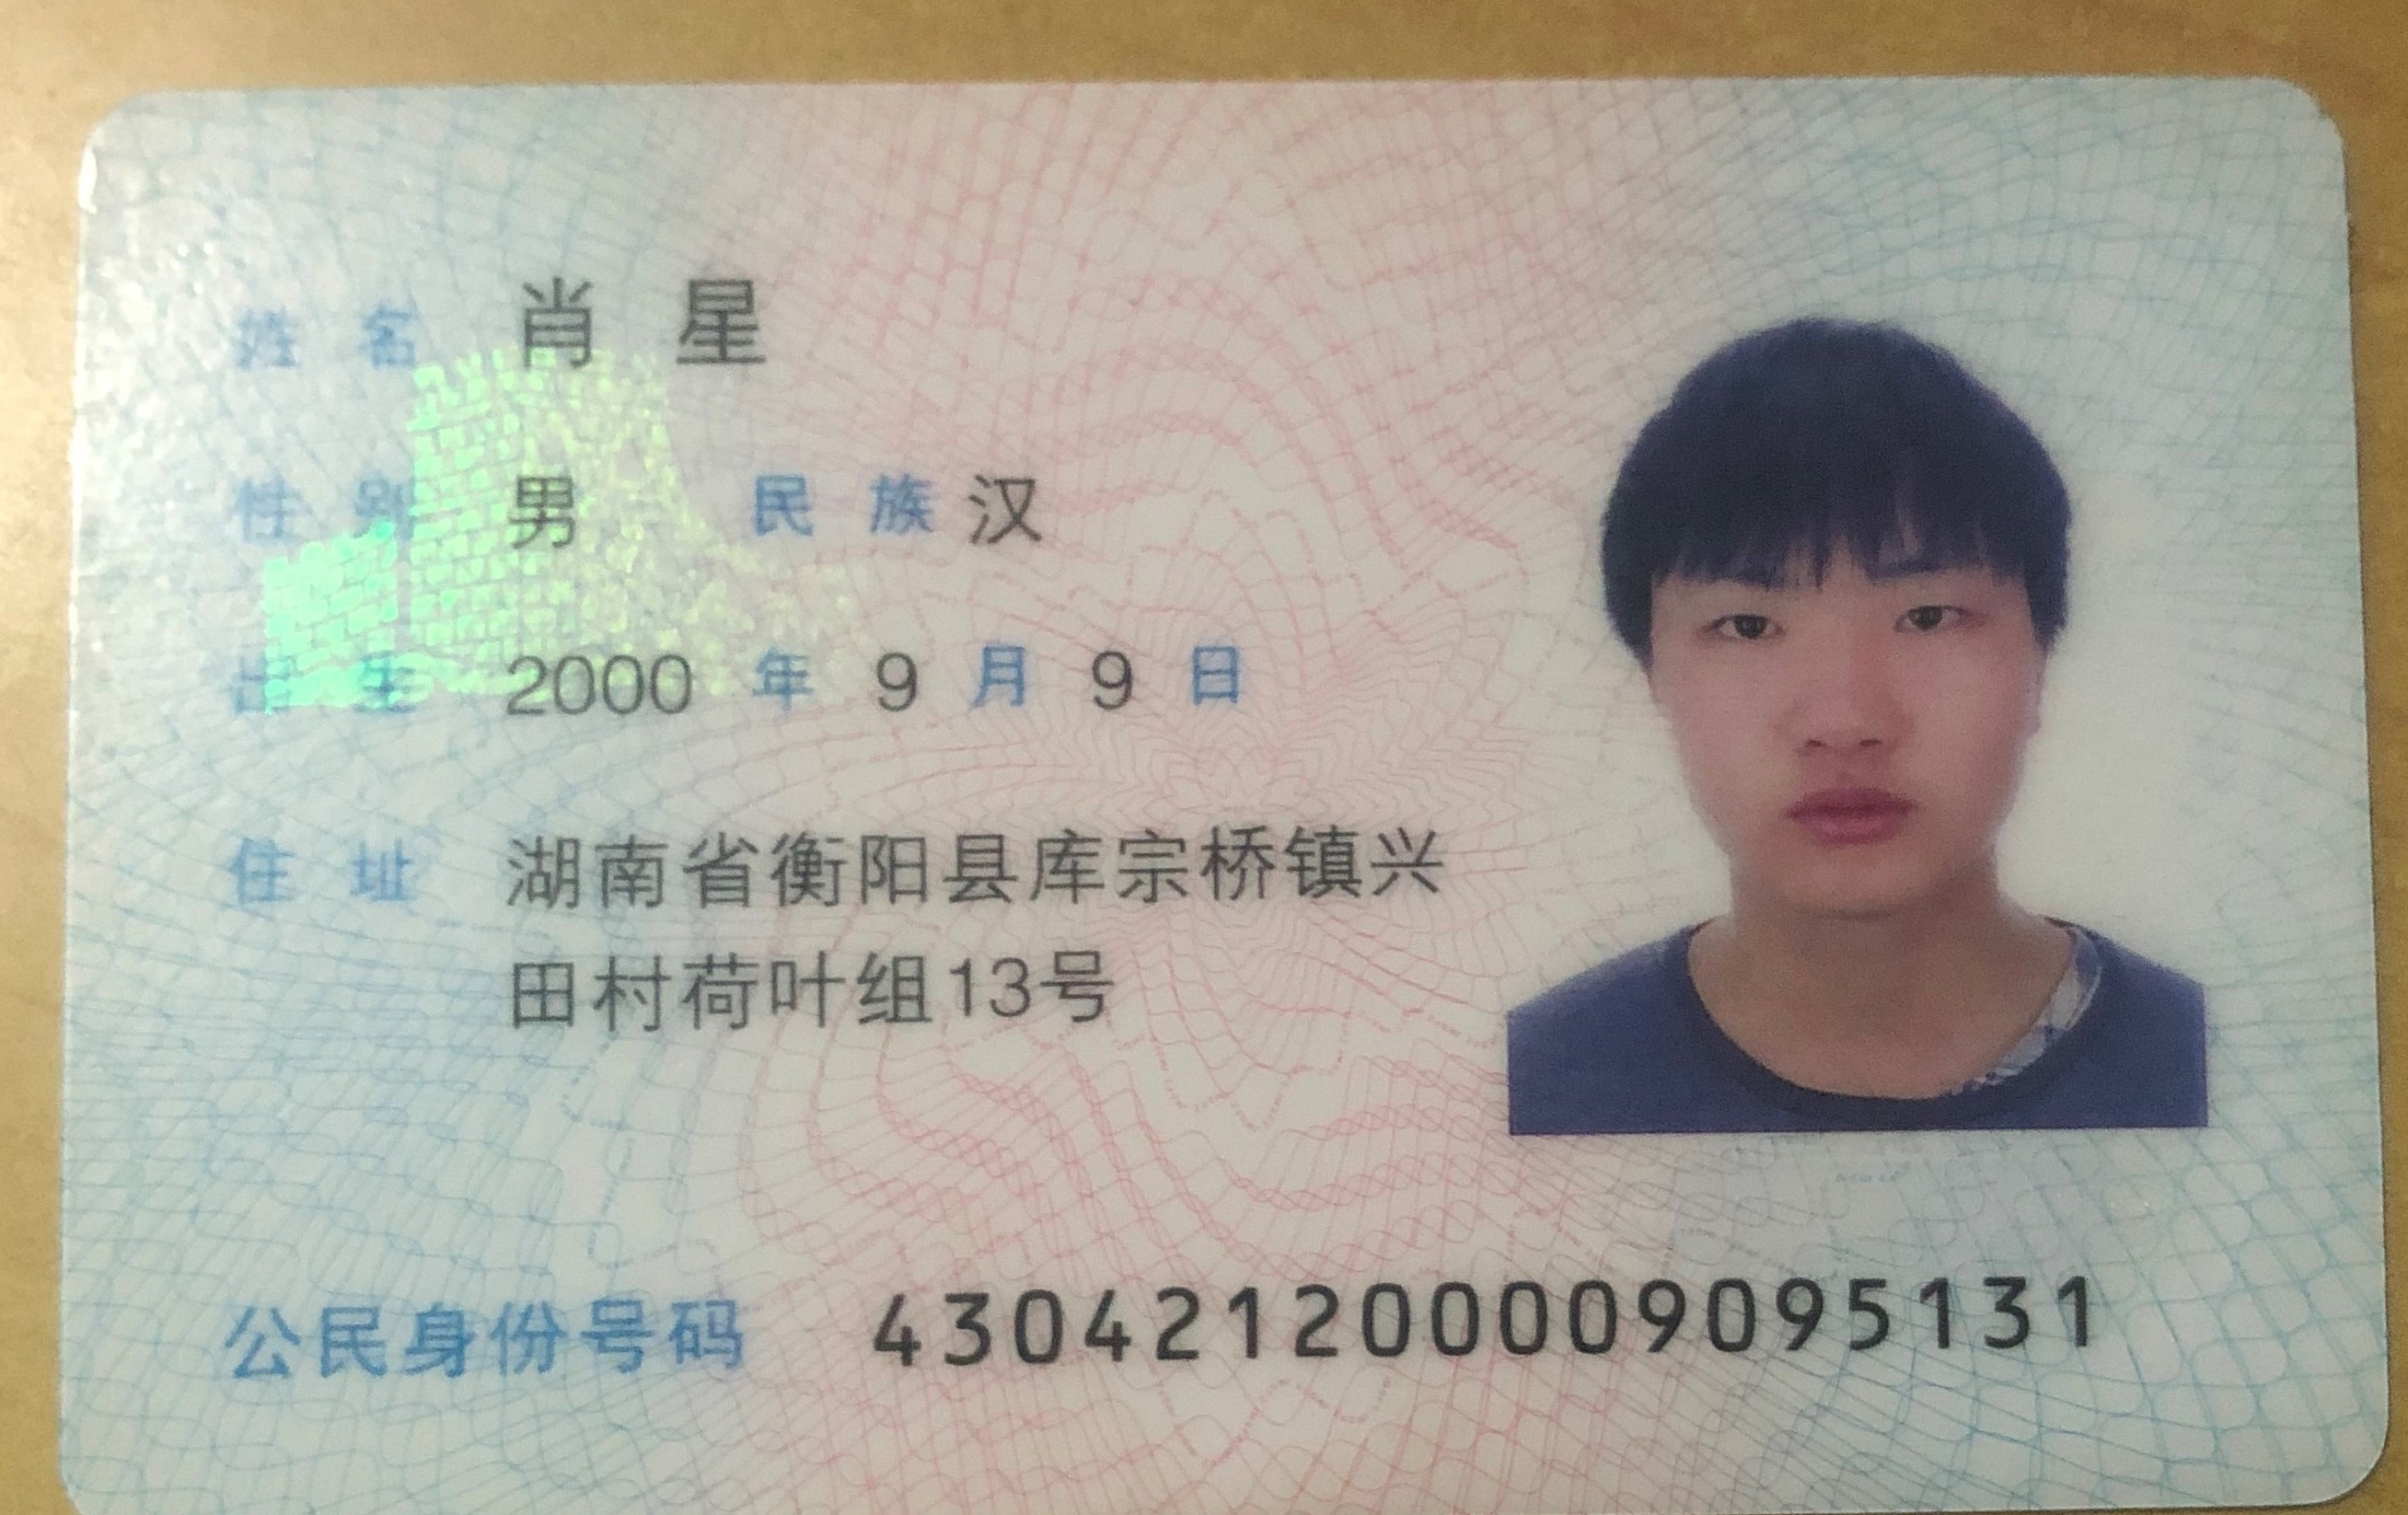 姓名 肖星
性别 男 民族 汉
出生 2000 年 9 月 9 日
住址 湖南省衡阳县库宗桥镇兴
田村荷叶组13号
公民身份号码 430421200009095131